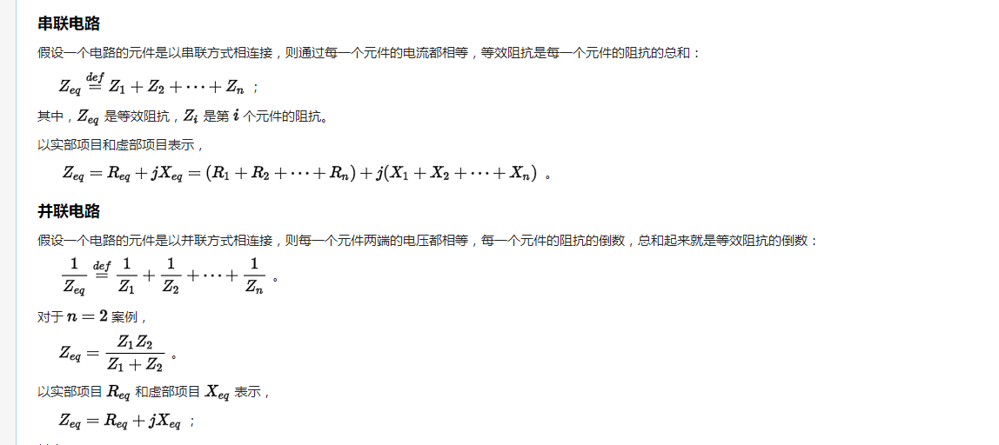 串联电路
假设一个电路的元件是以串联方式相连接，则通过每一个元件的电流都相等，等效阻抗是每一个元件的阻抗的总和：
Z_{eq} \stackrel{def}{=} Z_1 + Z_2 + \cdots + Z_n ；
其中，Z_{eq} 是等效阻抗，Z_i 是第 i 个元件的阻抗。
以实部项目和虚部项目表示，
Z_{eq} = R_{eq} + jX_{eq} = (R_1 + R_2 + \cdots + R_n) + j(X_1 + X_2 + \cdots + X_n) 。
并联电路
假设一个电路的元件是以并联方式相连接，则每一个元件两端的电压都相等，每一个元件的阻抗的倒数，总和起来就是等效阻抗的倒数：
\frac{1}{Z_{eq}} \stackrel{def}{=} \frac{1}{Z_1} + \frac{1}{Z_2} + \cdots + \frac{1}{Z_n} 。
对于 n = 2 案例，
Z_{eq} = \frac{Z_1 Z_2}{Z_1 + Z_2} 。
以实部项目 R_{eq} 和虚部项目 X_{eq} 表示，
Z_{eq} = R_{eq} + jX_{eq} ；